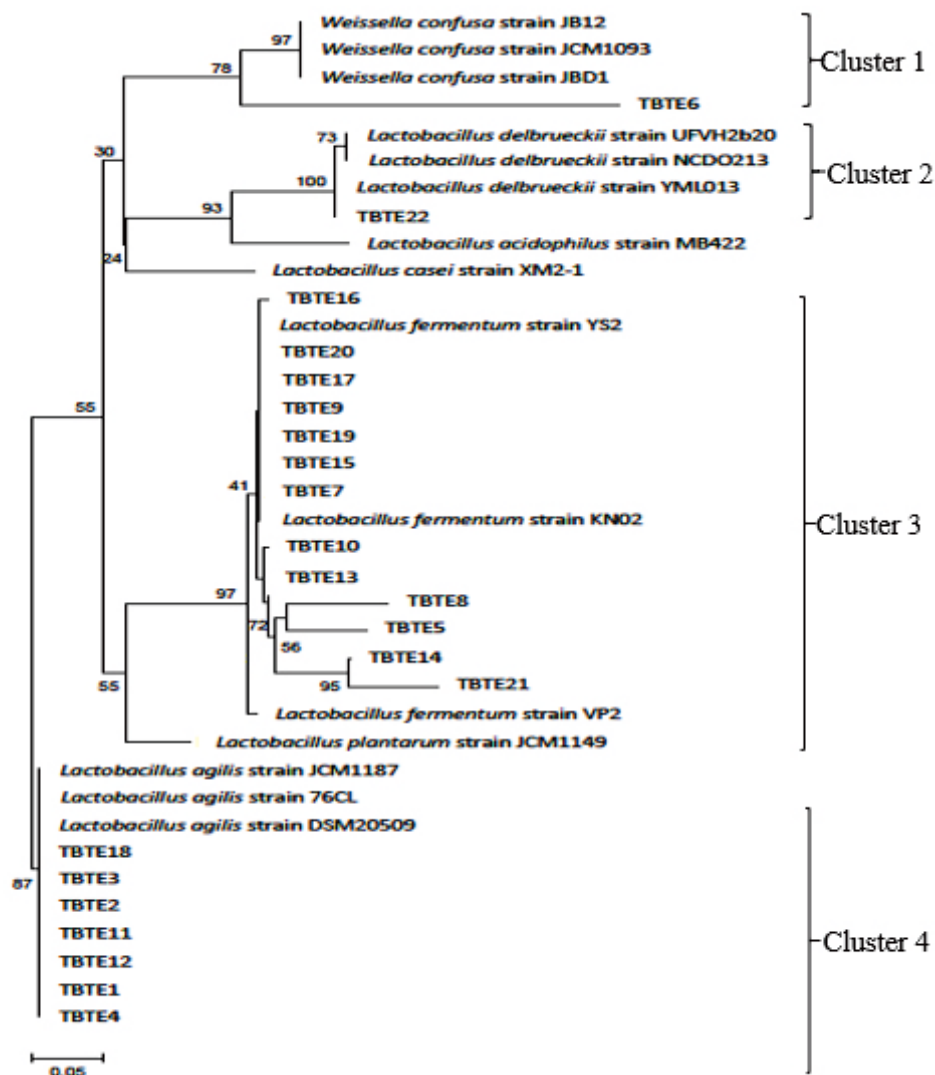 Weissella confusa strain JB12
97
Weissella confusa strain JCM1093
Cluster 1
78
Weissella confusa strain JBD1
TBTE6
73
Lactobacillus delbrueckii strain UFVH2b20
30
Lactobacillus delbrueckii strain NCDO213
Cluster 2
100
Lactobacillus delbrueckii strain YML013
93
TBTE22
Lactobacillus acidophilus strain MB422
24
Lactobacillus casei strain XM2-1
TBTE16
Lactobacillus fermentum strain YS2
TBTE20
TBTE17
55
TBTE9
TBTE19
TBTE15
41
TBTE7
Lactobacillus fermentum strain KN02
Cluster 3
TBTE10
TBTE13
97
TBTE8
72
TBTE5
56
TBTE14
55
95
TBTE21
Lactobacillus fermentum strain VP2
Lactobacillus plantarum strain JCM1149
Lactobacillus agilis strain JCM1187
Lactobacillus agilis strain 76CL
Lactobacillus agilis strain DSM20509
TBTE18
87
TBTE3
TBTE2
TBTE11
Cluster 4
TBTE12
TBTE1
TBTE4
0.05